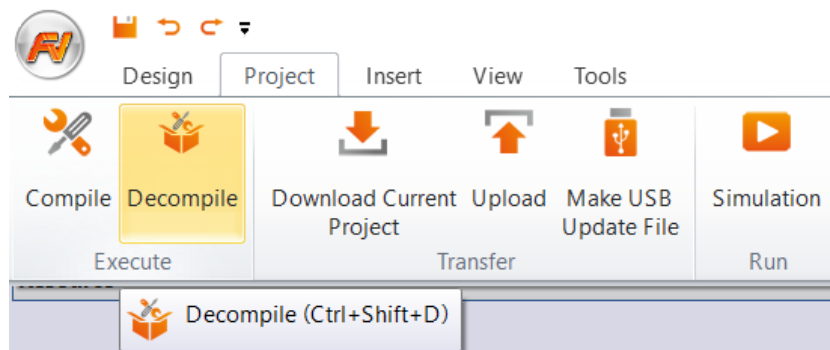 Design Project Insert View Tools
Compile Decompile Download Current Upload Make USB Simulation
Project Update File
Execute Transfer Run
Decompile (Ctrl+Shift+D)